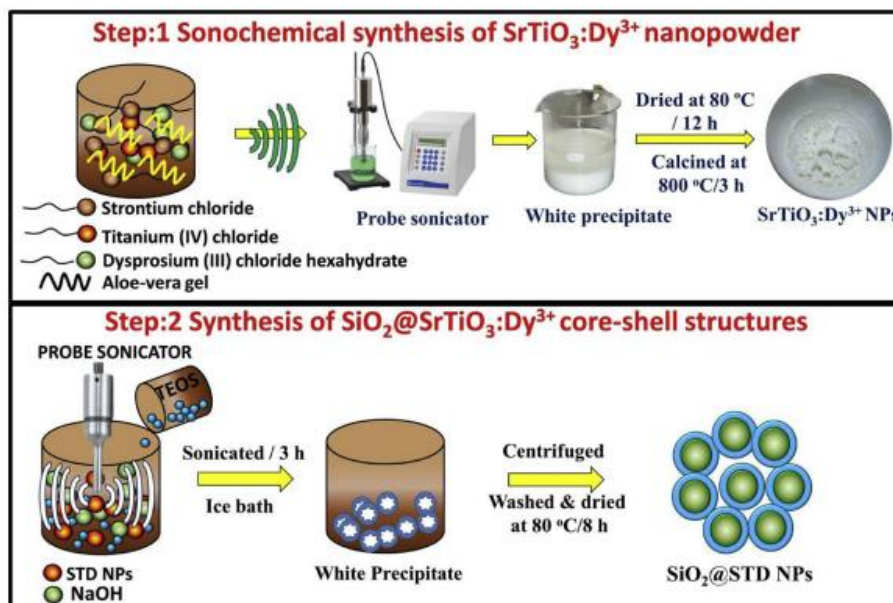 Step:1 Sonochemical synthesis of SrTiO₃:Dy³⁺ nanopowder
Dried at 80 ºC
/ 12 h
Calcined at
800 ºC/3 h
Strontium chloride
Titanium (IV) chloride
Dysprosium (III) chloride hexahydrate
Aloe-vera gel
Probe sonicator
White precipitate
SrTiO₃:Dy³⁺ NPs
Step:2 Synthesis of SiO₂@SrTiO₃:Dy³⁺ core-shell structures
PROBE SONICATOR
TEOS
Sonicated / 3 h
Ice bath
Centrifuged
Washed & dried
at 80 ºC/8 h
STD NPs
NaOH
White Precipitate
SiO₂@STD NPs